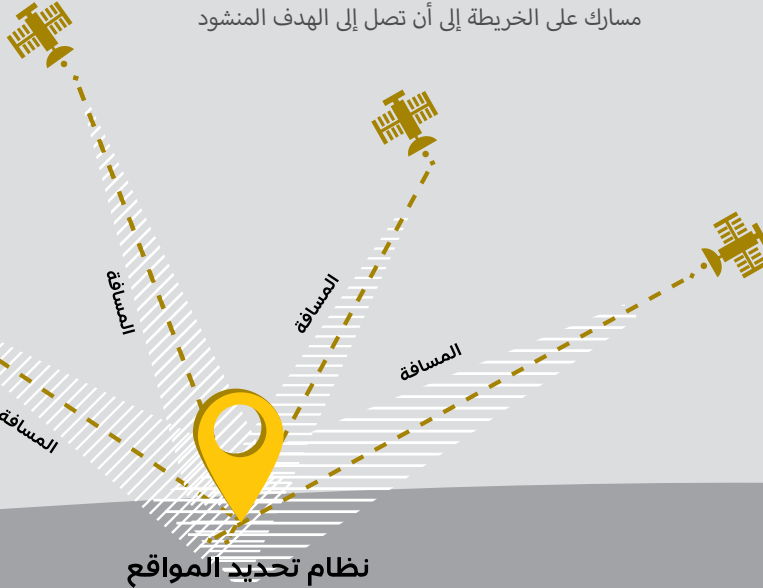 مسارك على الخريطة إلى أن تصل إلى الهدف المنشود
المسافة
المسافة
المسافة
المسافة
نظام تحديد المواقع